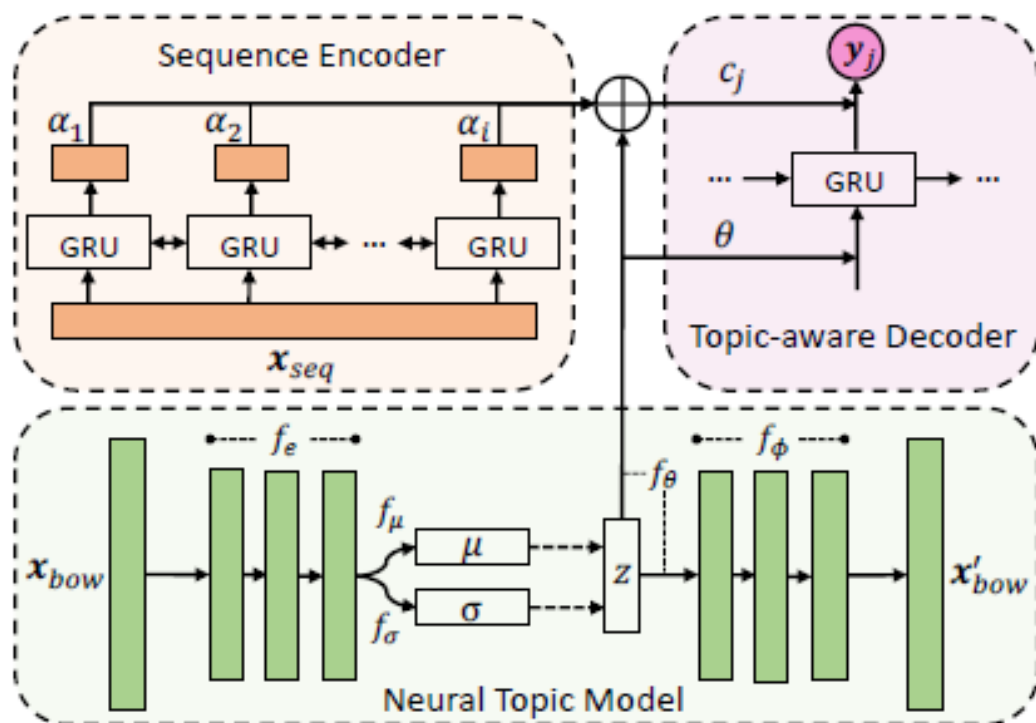 Sequence Encoder
α1 α2 αi
GRU GRU ... GRU
xseq
cj
yj
... GRU ...
θ
Topic-aware Decoder
fe
fϕ
fθ
fμ
xbow
μ
z
x′bow
σ
fσ
Neural Topic Model